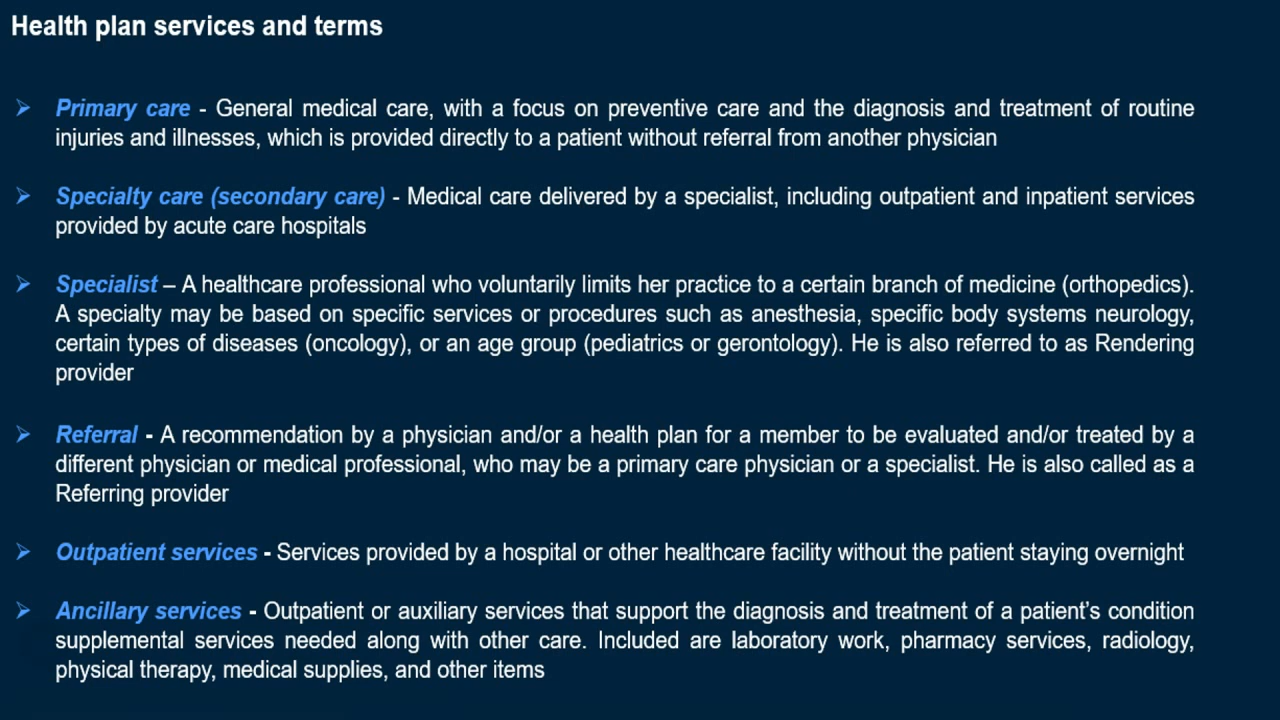 Health plan services and terms
➢ Primary care - General medical care, with a focus on preventive care and the diagnosis and treatment of routine
injuries and illnesses, which is provided directly to a patient without referral from another physician
➢ Specialty care (secondary care) - Medical care delivered by a specialist, including outpatient and inpatient services
provided by acute care hospitals
➢ Specialist – A healthcare professional who voluntarily limits her practice to a certain branch of medicine (orthopedics).
A specialty may be based on specific services or procedures such as anesthesia, specific body systems neurology,
certain types of diseases (oncology), or an age group (pediatrics or gerontology). He is also referred to as Rendering
provider
➢ Referral - A recommendation by a physician and/or a health plan for a member to be evaluated and/or treated by a
different physician or medical professional, who may be a primary care physician or a specialist. He is also called as a
Referring provider
➢ Outpatient services - Services provided by a hospital or other healthcare facility without the patient staying overnight
➢ Ancillary services - Outpatient or auxiliary services that support the diagnosis and treatment of a patient’s condition
supplemental services needed along with other care. Included are laboratory work, pharmacy services, radiology,
physical therapy, medical supplies, and other items